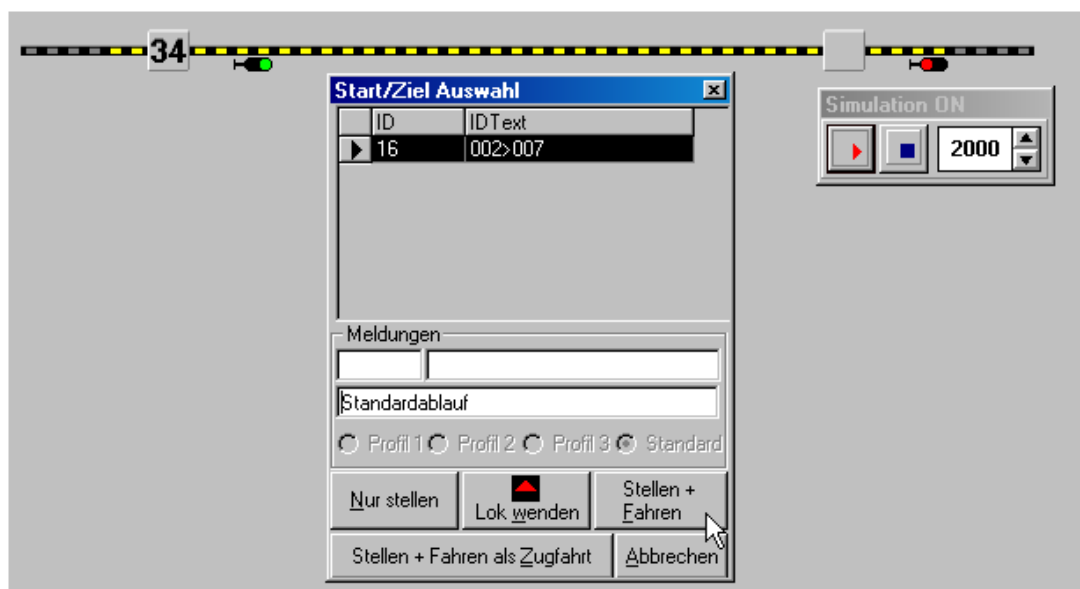 34
Start/Ziel Auswahl
Simulation ON
ID IDText
16 002>007
2000
Meldungen
Standardablauf
Profil 1 Profil 2 Profil 3 Standard
Nur stellen
Lok wenden
Stellen +
Fahren
Stellen + Fahren als Zugfahrt
Abbrechen